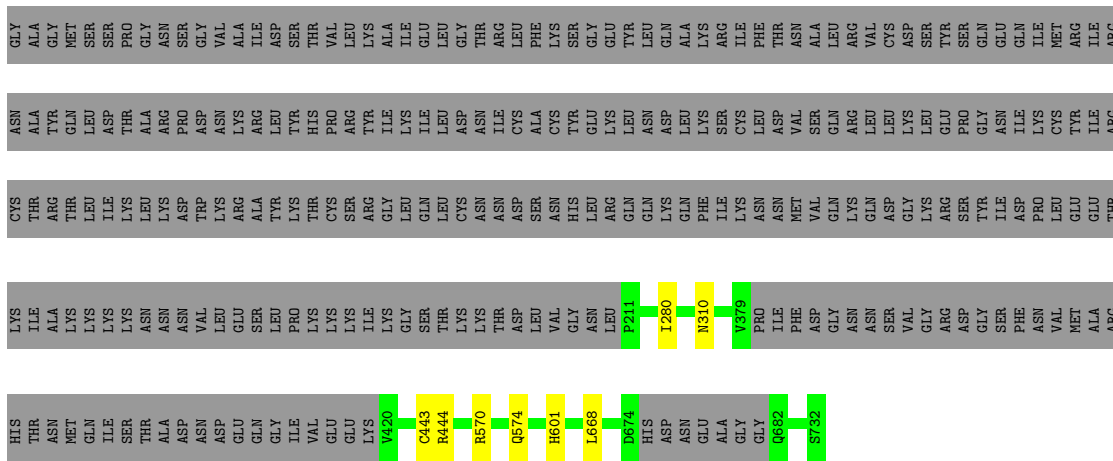 GLY ALA GLY MET SER SER PRO GLY ASN SER GLY VAL ALA ILE ASP SER THR VAL LEU LYS ALA ILE GLU LEU GLY THR ARG LEU PHE LYS SER GLY GLU TYR LEU GLN ALA LYS ARG ILE PHE THR ASN ALA LEU ARG VAL CYS ASP SER TYR SER GLN GLU GLN ILE MET ARG ILE ARG
ASN ALA TYR GLN LEU ASP THR ALA ARG PRO ASP ASN LYS ARG LEU TYR HIS PRO ARG TYR ILE LYS ILE LEU ASP ASN ILE CYS ALA CYS TYR GLU LYS LEU ASN ASP LEU LYS SER CYS LEU ASP VAL SER GLN ARG LEU LEU LYS LEU GLU PRO GLY ASN ILE LYS CYS TYR ILE ARG
CYS THR ARG THR LEU ILE LYS LEU LYS ASP TRP LYS ARG ALA TYR LYS THR CYS SER ARG GLY LEU GLN LEU CYS ASN ASN ASP SER ASN HIS LEU ARG GLN GLN LYS GLN PHE ILE LYS ASN ASN MET VAL GLN LYS GLN ASP GLY LYS ARG SER TYR ILE ASP PRO LEU GLU GLU THR
LYS ILE ALA LYS LYS LYS LYS ASN ASN ASN VAL LEU GLU SER LEU PRO LYS LYS LYS ILE LYS GLY SER THR LYS LYS THR ASP LEU VAL GLY ASN LEU P211 I280 N310 V379 PRO ILE PHE ASP GLY ASN ASN SER VAL GLY ARG ASP GLY SER PHE ASN VAL MET ALA ARG
HIS THR ASN MET GLN ILE SER THR ALA ASP ASN ASP GLU GLN GLY ILE VAL GLU GLU LYS V420 C443 R444 R570 Q574 H601 L668 D674 HIS ASP ASN GLU ALA GLY GLY Q682 S732